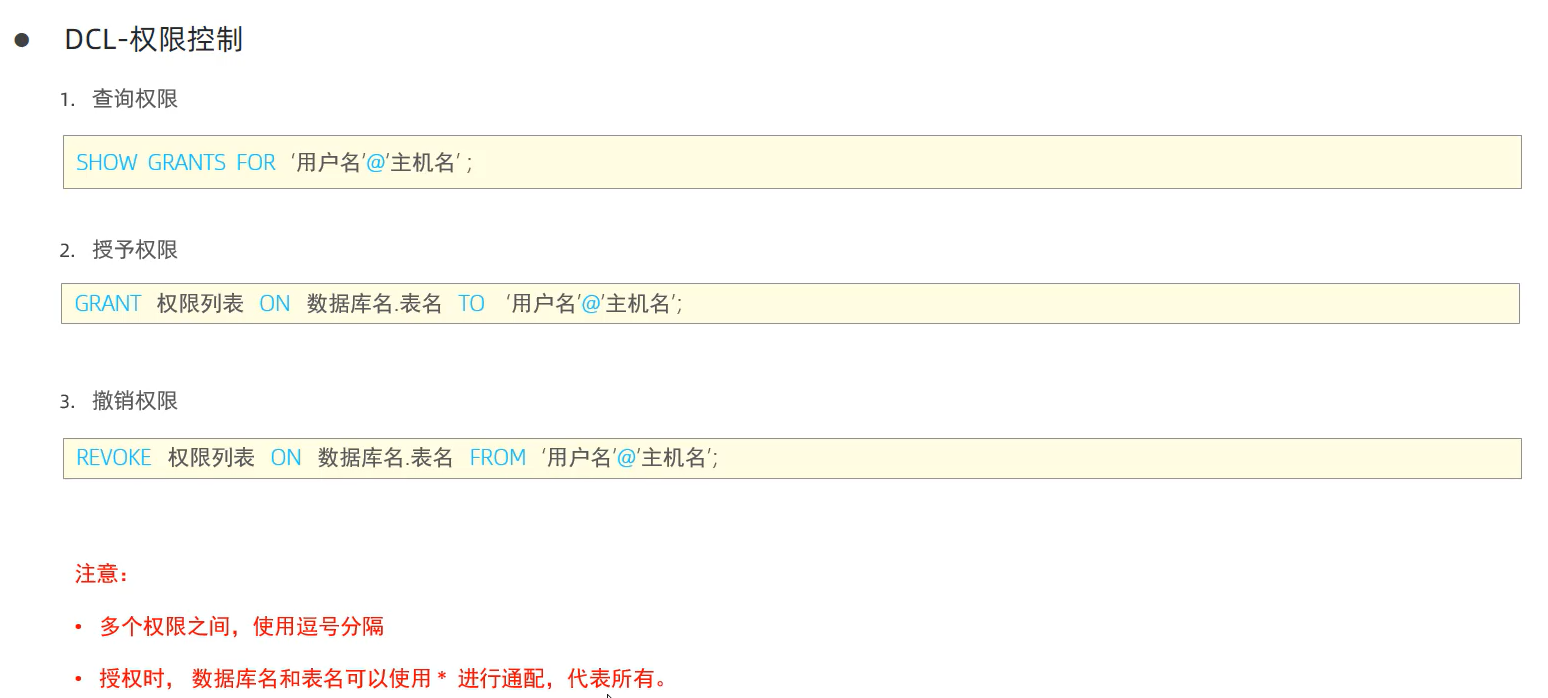 ● DCL-权限控制
1. 查询权限
SHOW GRANTS FOR '用户名'@'主机名' ;
2. 授予权限
GRANT 权限列表 ON 数据库名.表名 TO '用户名'@'主机名';
3. 撤销权限
REVOKE 权限列表 ON 数据库名.表名 FROM '用户名'@'主机名';
注意：
• 多个权限之间，使用逗号分隔
• 授权时， 数据库名和表名可以使用 * 进行通配，代表所有。